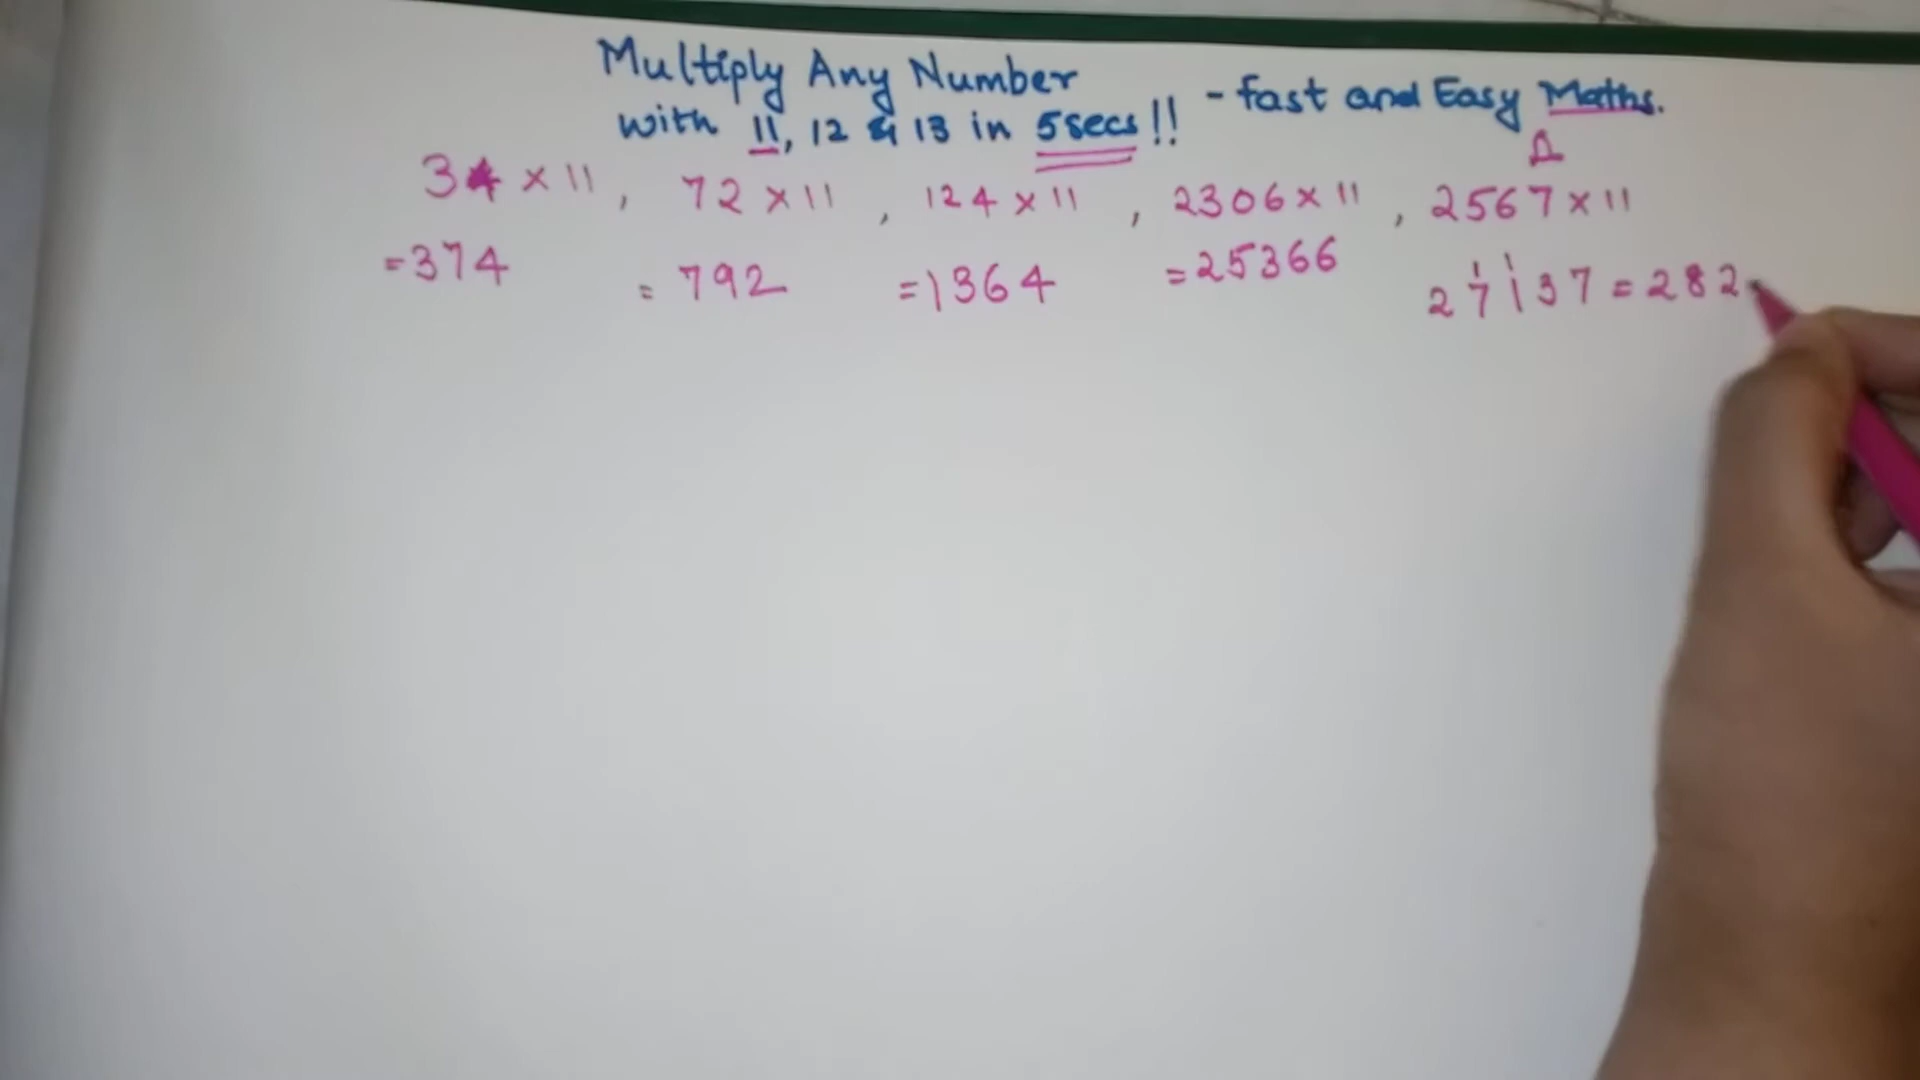 Multiply Any Number
with 11, 12 & 13 in 5secs!! - fast and Easy Maths.
34 x 11, 72 x 11, 124 x 11, 2306 x 11, 2567 x 11
=374 = 792 =1364 =25366 2 7 1 3 7 = 282